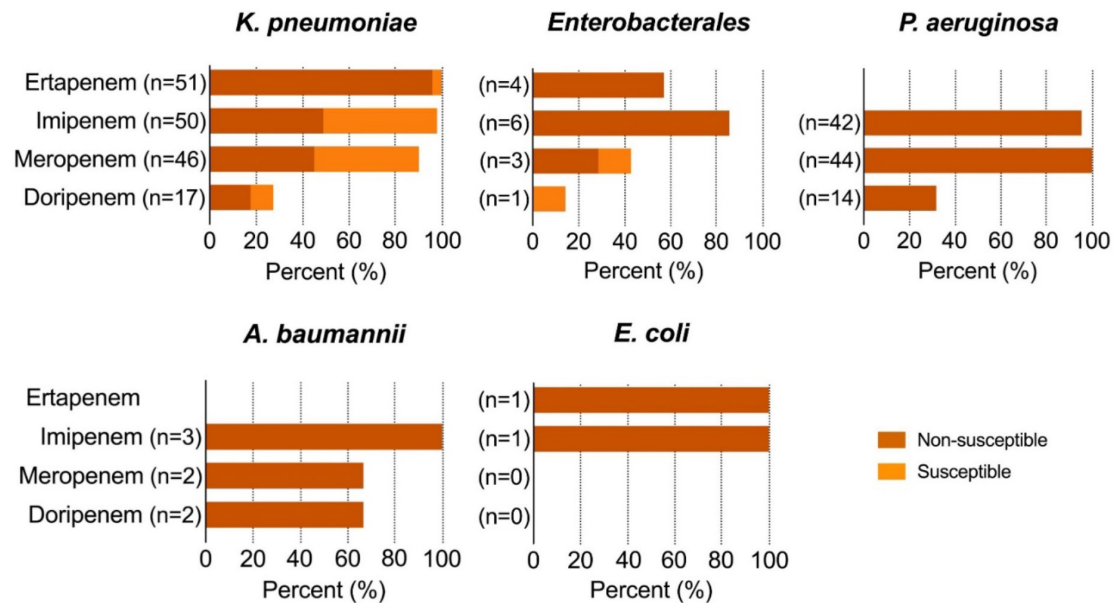 K. pneumoniae
Ertapenem (n=51)
Imipenem (n=50)
Meropenem (n=46)
Doripenem (n=17)
0 20 40 60 80 100
Percent (%)
Enterobacterales
(n=4)
(n=6)
(n=3)
(n=1)
0 20 40 60 80 100
Percent (%)
P. aeruginosa
(n=42)
(n=44)
(n=14)
0 20 40 60 80 100
Percent (%)
A. baumannii
Ertapenem
Imipenem (n=3)
Meropenem (n=2)
Doripenem (n=2)
0 20 40 60 80 100
Percent (%)
E. coli
(n=1)
(n=1)
(n=0)
(n=0)
0 20 40 60 80 100
Percent (%)
Non-susceptible
Susceptible